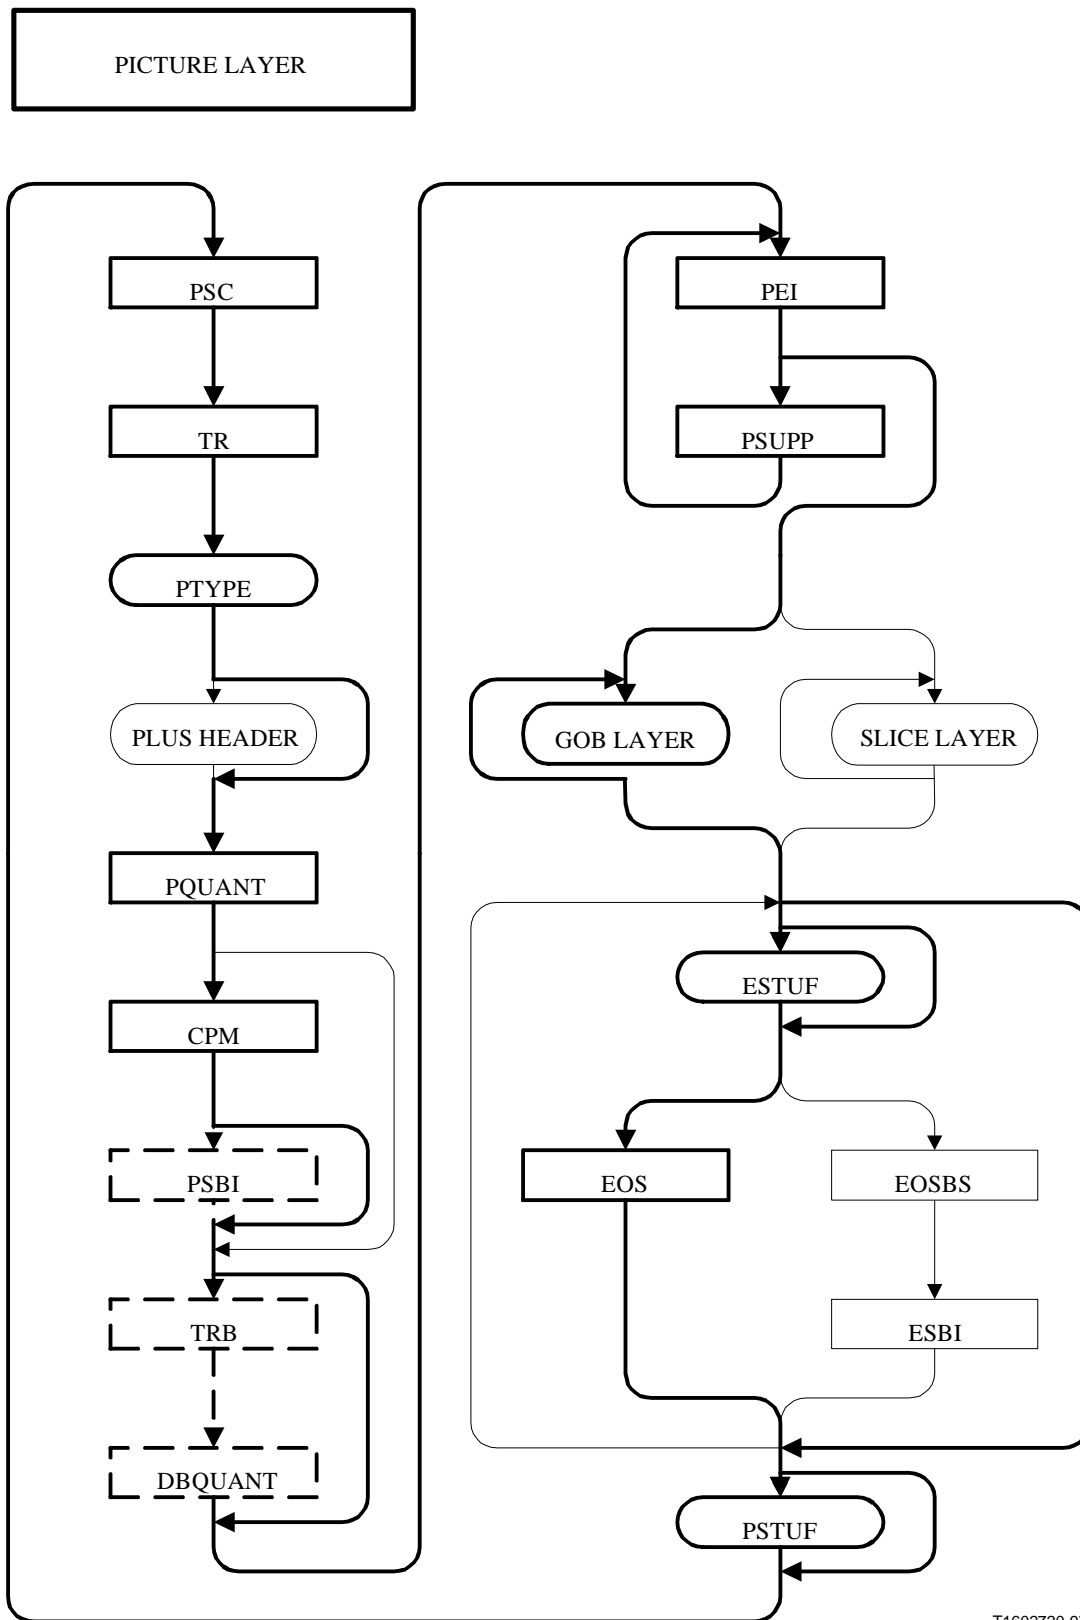 PICTURE LAYER
PSC
TR
PTYPE
PLUS HEADER
PQUANT
CPM
PSBI
TRB
DBQUANT
PEI
PSUPP
GOB LAYER
SLICE LAYER
ESTUF
EOS
EOSBS
ESBI
PSTUF